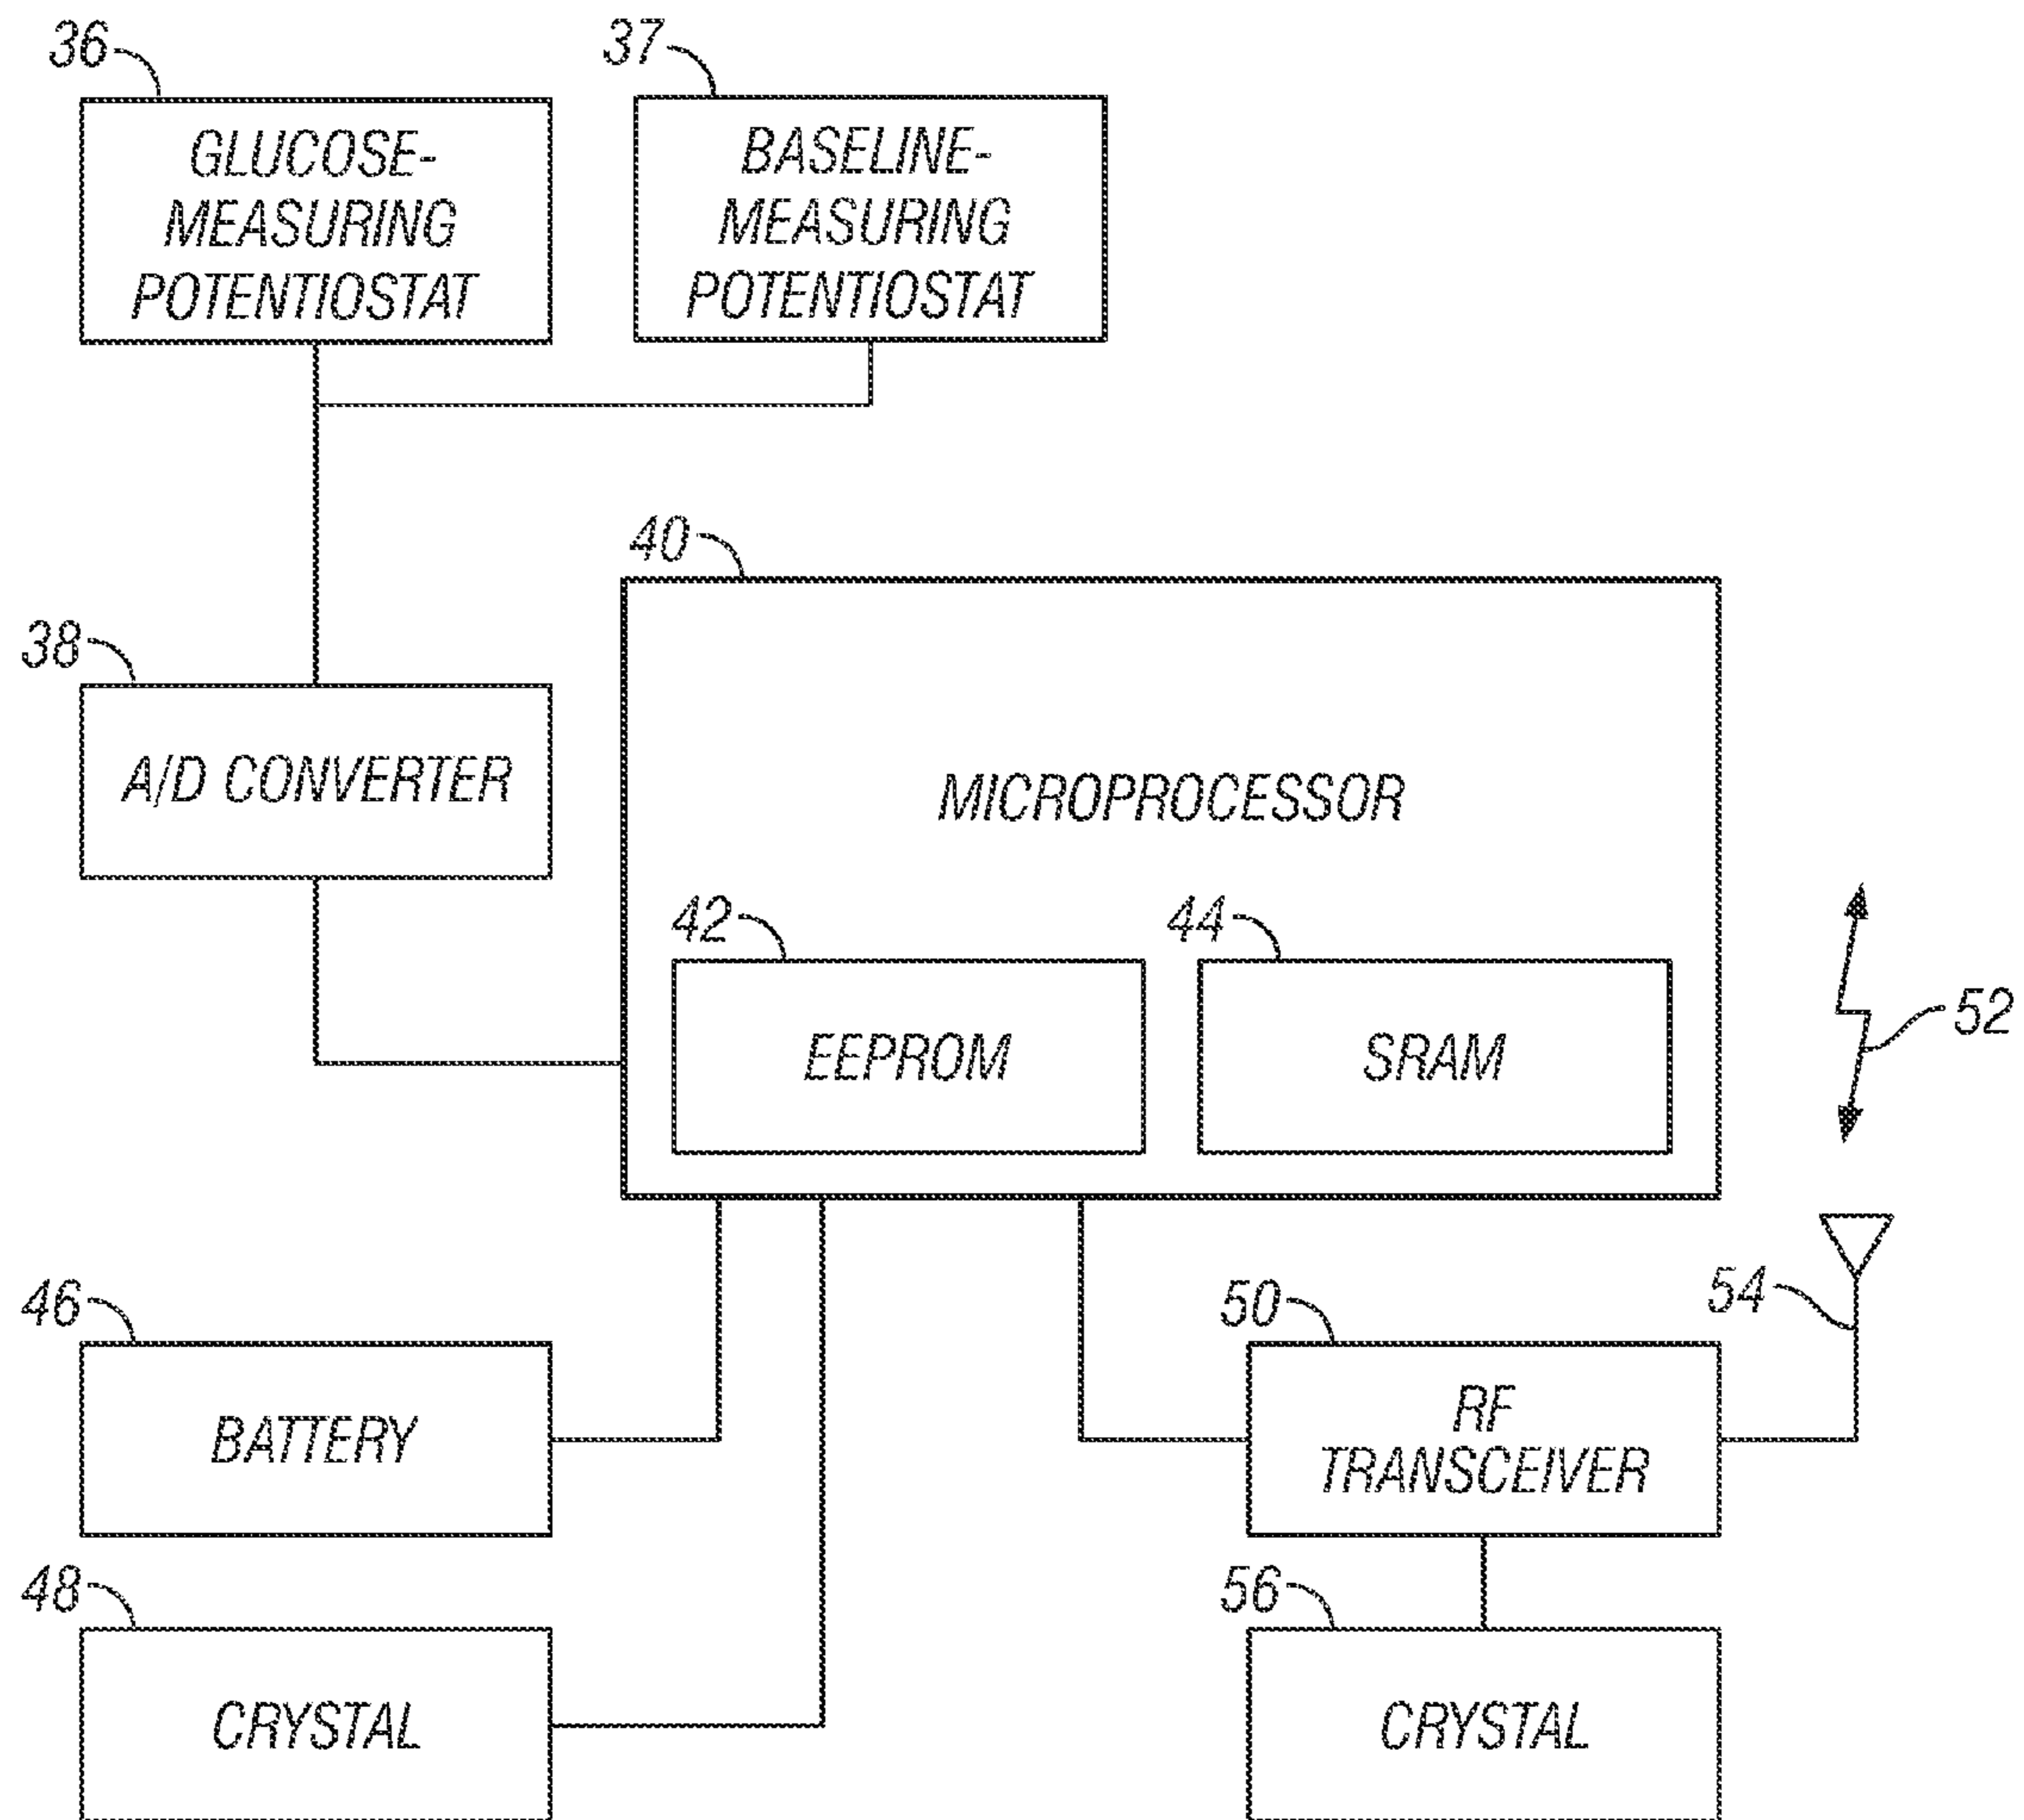 36
37
GLUCOSE-
MEASURING
POTENTIOSTAT
BASELINE-
MEASURING
POTENTIOSTAT
40
38
A/D CONVERTER
MICROPROCESSOR
42
44
EEPROM
SRAM
52
46
50
54
BATTERY
RF
TRANSCEIVER
48
56
CRYSTAL
CRYSTAL